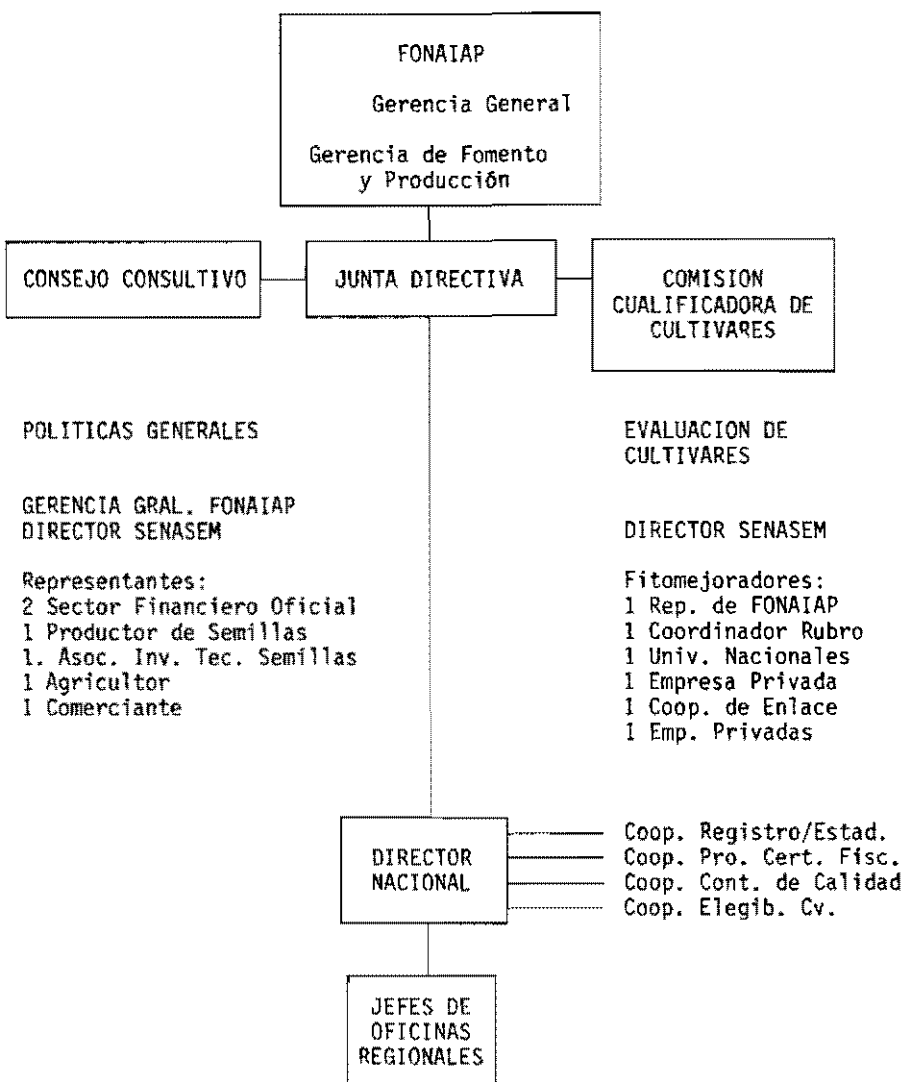 FONAIAP
Gerencia General
Gerencia de Fomento
y Producción
CONSEJO CONSULTIVO
JUNTA DIRECTIVA
COMISION
CUALIFICADORA DE
CULTIVARES
POLITICAS GENERALES
GERENCIA GRAL. FONAIAP
DIRECTOR SENASEM
Representantes:
2 Sector Financiero Oficial
1 Productor de Semillas
1. Asoc. Inv. Tec. Semillas
1 Agricultor
1 Comerciante
EVALUACION DE
CULTIVARES
DIRECTOR SENASEM
Fitomejoradores:
1 Rep. de FONAIAP
1 Coordinador Rubro
1 Univ. Nacionales
1 Empresa Privada
1 Coop. de Enlace
1 Emp. Privadas
DIRECTOR
NACIONAL
Coop. Registro/Estad.
Coop. Pro. Cert. Fisc.
Coop. Cont. de Calidad
Coop. Elegib. Cv.
JEFES DE
OFICINAS
REGIONALES